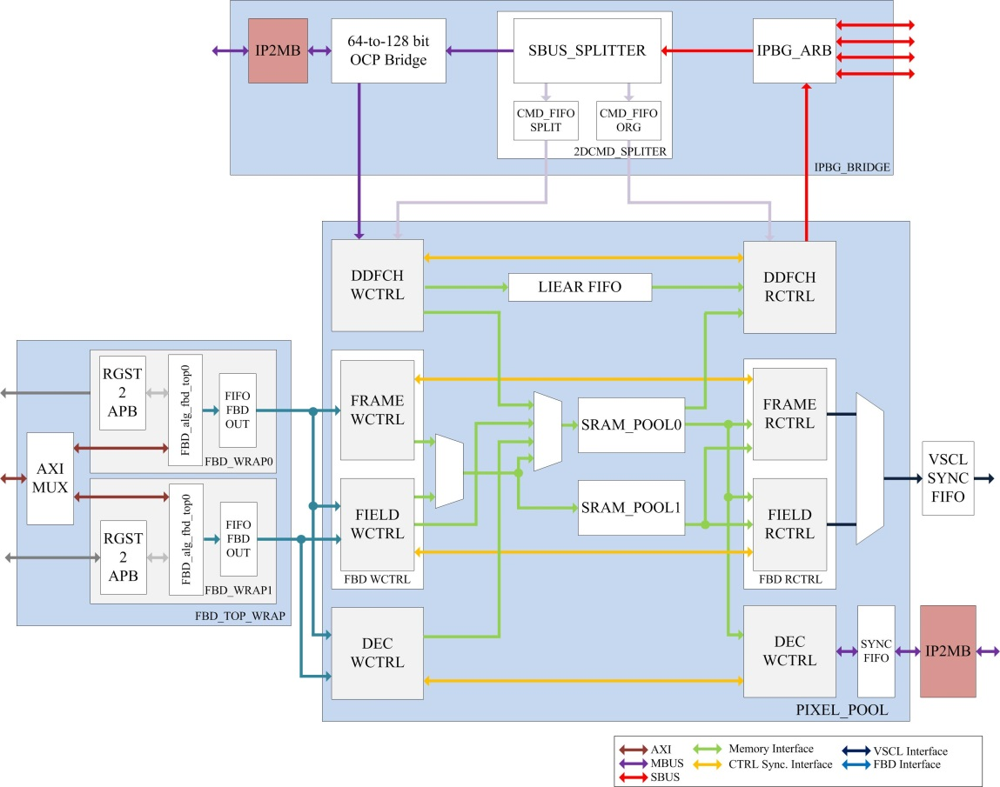 IP2MB
64-to-128 bit
OCP Bridge
SBUS_SPLITTER
IPBG_ARB
CMD_FIFO
SPLIT
CMD_FIFO
ORG
2DCMD_SPLITER
IPBG_BRIDGE
DDFCH
WCTRL
LIEAR FIFO
DDFCH
RCTRL
RGST
2
APB
FBD_alg_fbd_top0
FIFO
FBD
OUT
FBD_WRAP0
AXI
MUX
RGST
2
APB
FBD_alg_fbd_top0
FIFO
FBD
OUT
FBD_WRAP1
FBD_TOP_WRAP
FRAME
WCTRL
FIELD
WCTRL
FBD WCTRL
SRAM_POOL0
SRAM_POOL1
FRAME
RCTRL
FIELD
RCTRL
FBD RCTRL
VSCL
SYNC
FIFO
DEC
WCTRL
DEC
WCTRL
SYNC
FIFO
IP2MB
PIXEL_POOL
AXI
MBUS
SBUS
Memory Interface
CTRL Sync. Interface
VSCL Interface
FBD Interface